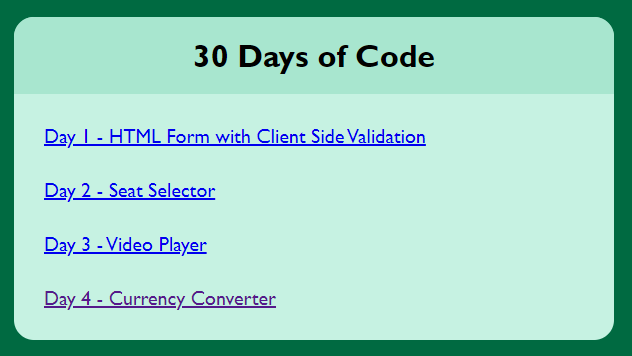 30 Days of Code
Day 1 - HTML Form with Client Side Validation
Day 2 - Seat Selector
Day 3 - Video Player
Day 4 - Currency Converter